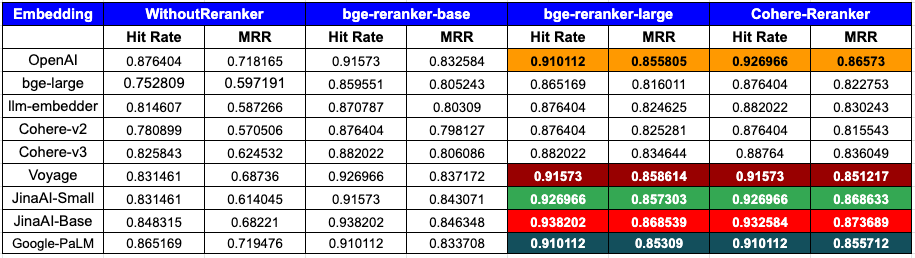 Embedding WithoutReranker bge-reranker-base bge-reranker-large Cohere-Reranker
Hit Rate MRR Hit Rate MRR Hit Rate MRR Hit Rate MRR
OpenAI 0.876404 0.718165 0.91573 0.832584 0.910112 0.855805 0.926966 0.86573
bge-large 0.752809 0.597191 0.859551 0.805243 0.865169 0.816011 0.876404 0.822753
llm-embedder 0.814607 0.587266 0.870787 0.80309 0.876404 0.824625 0.882022 0.830243
Cohere-v2 0.780899 0.570506 0.876404 0.798127 0.876404 0.825281 0.876404 0.815543
Cohere-v3 0.825843 0.624532 0.882022 0.806086 0.882022 0.834644 0.88764 0.836049
Voyage 0.831461 0.68736 0.926966 0.837172 0.91573 0.858614 0.91573 0.851217
JinaAI-Small 0.831461 0.614045 0.91573 0.843071 0.926966 0.857303 0.926966 0.868633
JinaAI-Base 0.848315 0.68221 0.938202 0.846348 0.938202 0.868539 0.932584 0.873689
Google-PaLM 0.865169 0.719476 0.910112 0.833708 0.910112 0.85309 0.910112 0.855712